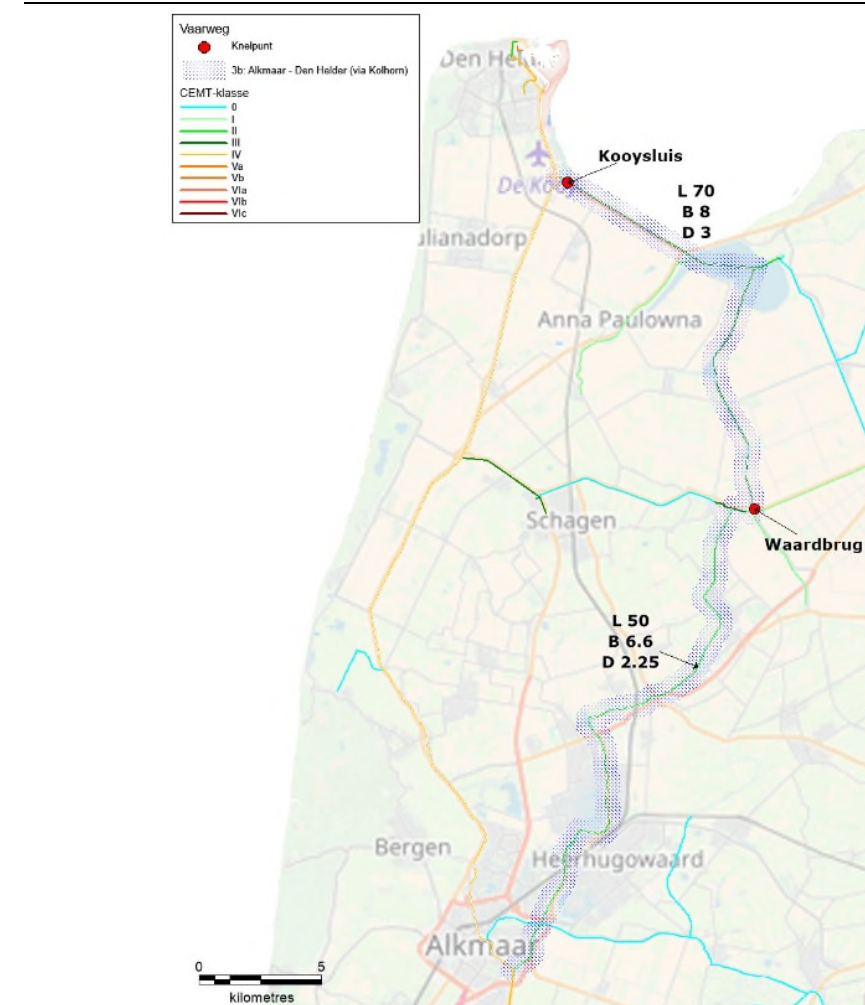 Vaarweg
Knelpunt
3b: Alkmaar - Den Helder (via Kolhorn)
CEMT-klasse
0
I
II
III
IV
Va
Vb
VIa
VIb
VIc
Den Hel
Kooysluis
De Kooy
L 70
B 8
D 3
ulianadorp
Anna Paulowna
Schagen
Waardbrug
L 50
B 6.6
D 2.25
Bergen
Heerhugowaard
Alkmaar
0 5
kilometres